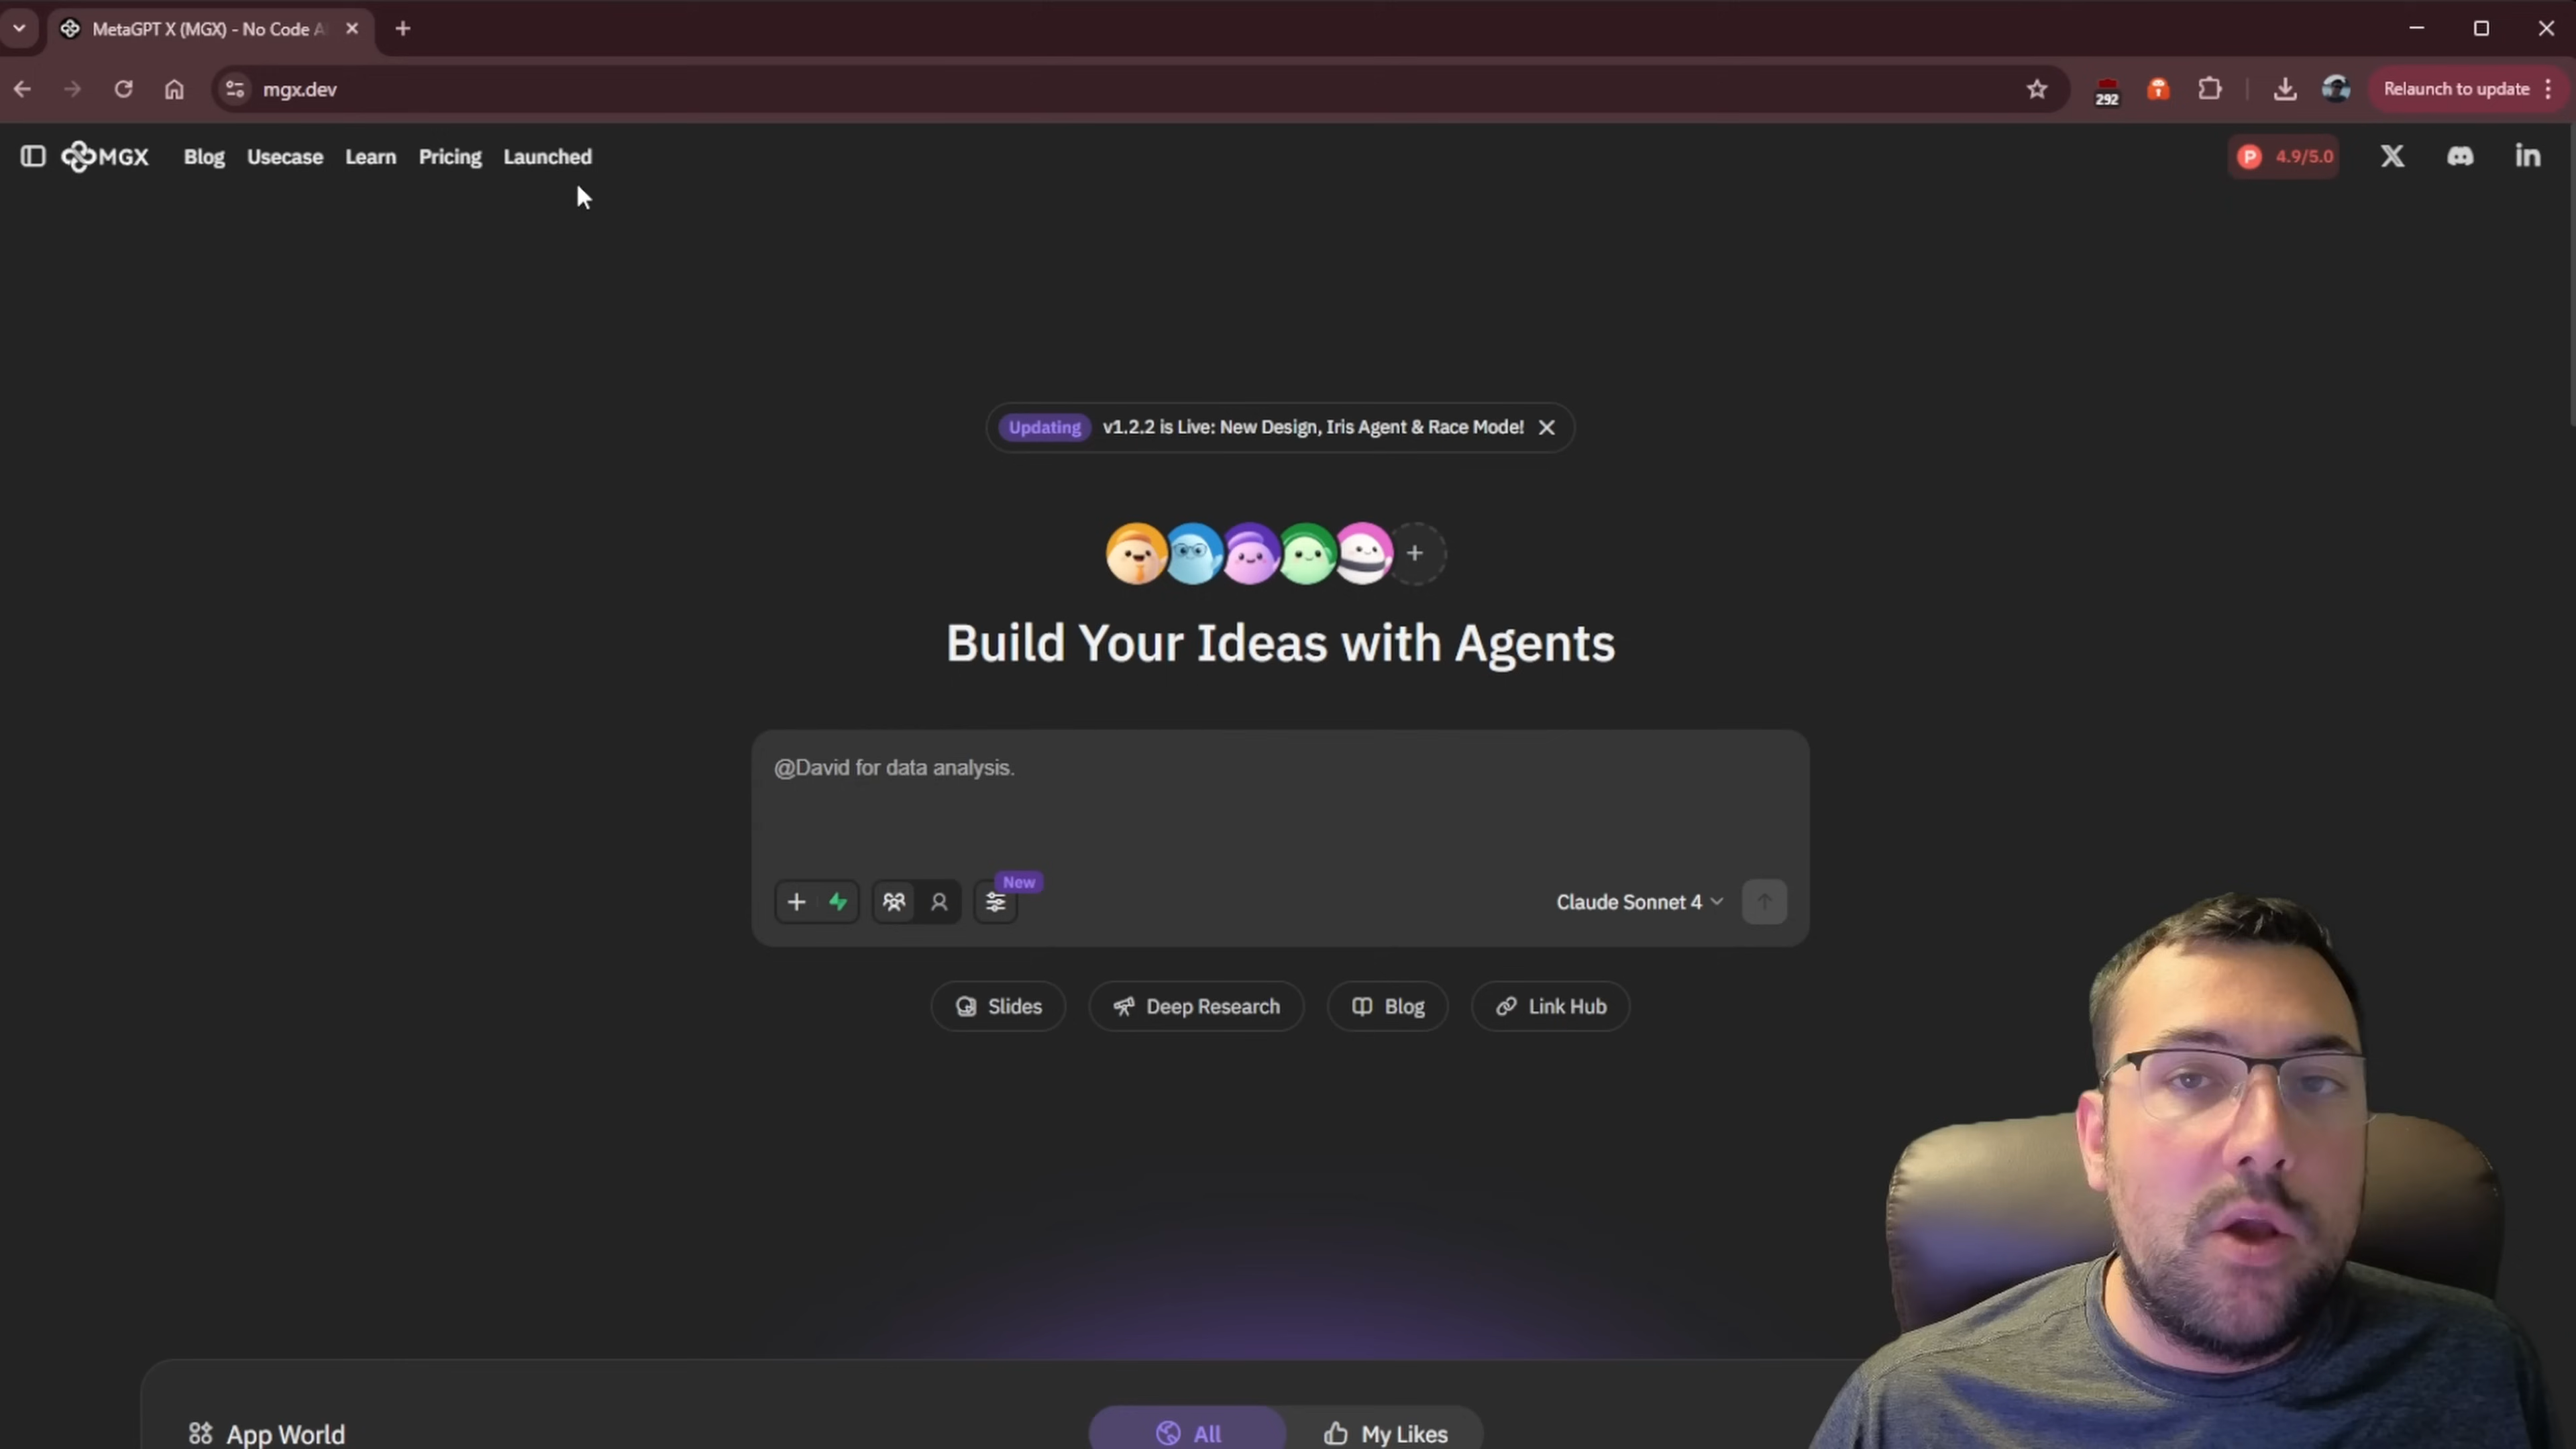 MetaGPT X (MGX) - No Code A
mgx.dev
292
Relaunch to update
MGX
Blog
Usecase
Learn
Pricing
Launched
P 4.9/5.0
X
in
Updating v1.2.2 is Live: New Design, Iris Agent & Race Mode!
Build Your Ideas with Agents
@David for data analysis.
New
Claude Sonnet 4
Slides
Deep Research
Blog
Link Hub
App World
All
My Likes